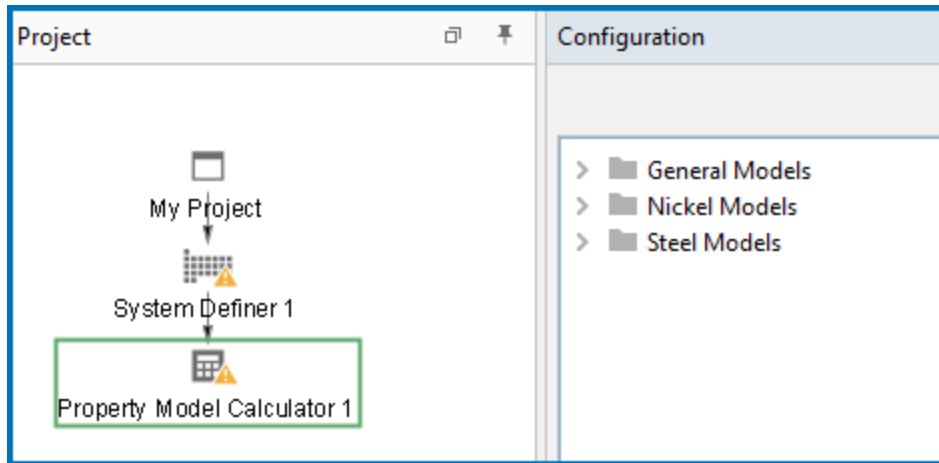 Project
Configuration
My Project
System Definer 1
Property Model Calculator 1
General Models
Nickel Models
Steel Models